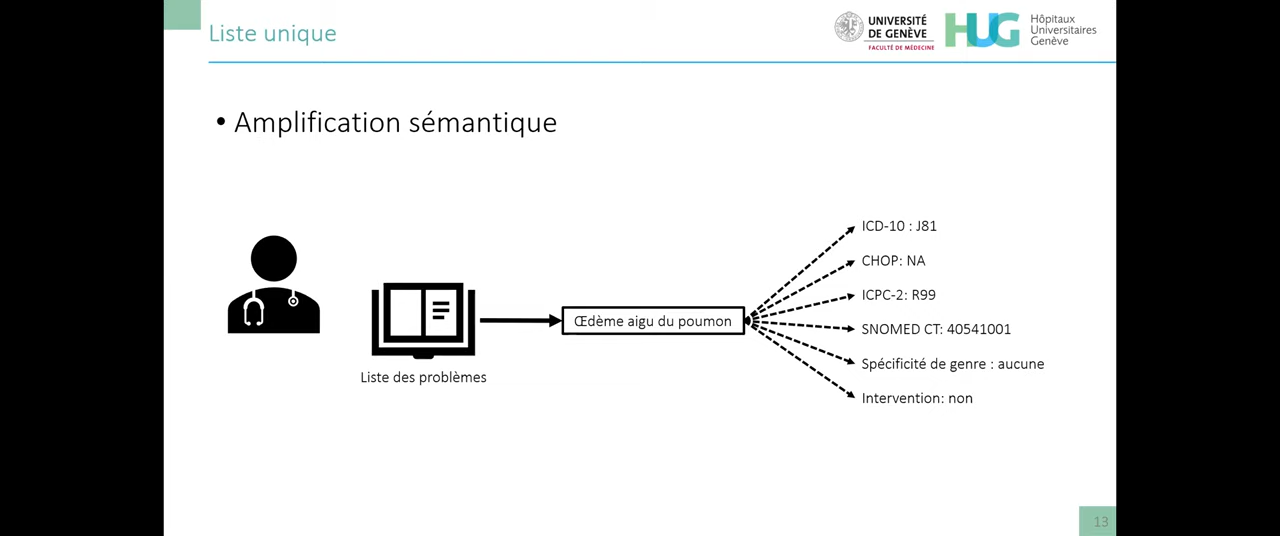 Liste unique
UNIVERSITÉ
DE GENÈVE
FACULTÉ DE MÉDECINE
HUG
Hôpitaux
Universitaires
Genève
• Amplification sémantique
ICD-10 : J81
CHOP: NA
ICPC-2: R99
Œdème aigu du poumon
SNOMED CT: 40541001
Spécificité de genre : aucune
Liste des problèmes
Intervention: non
13